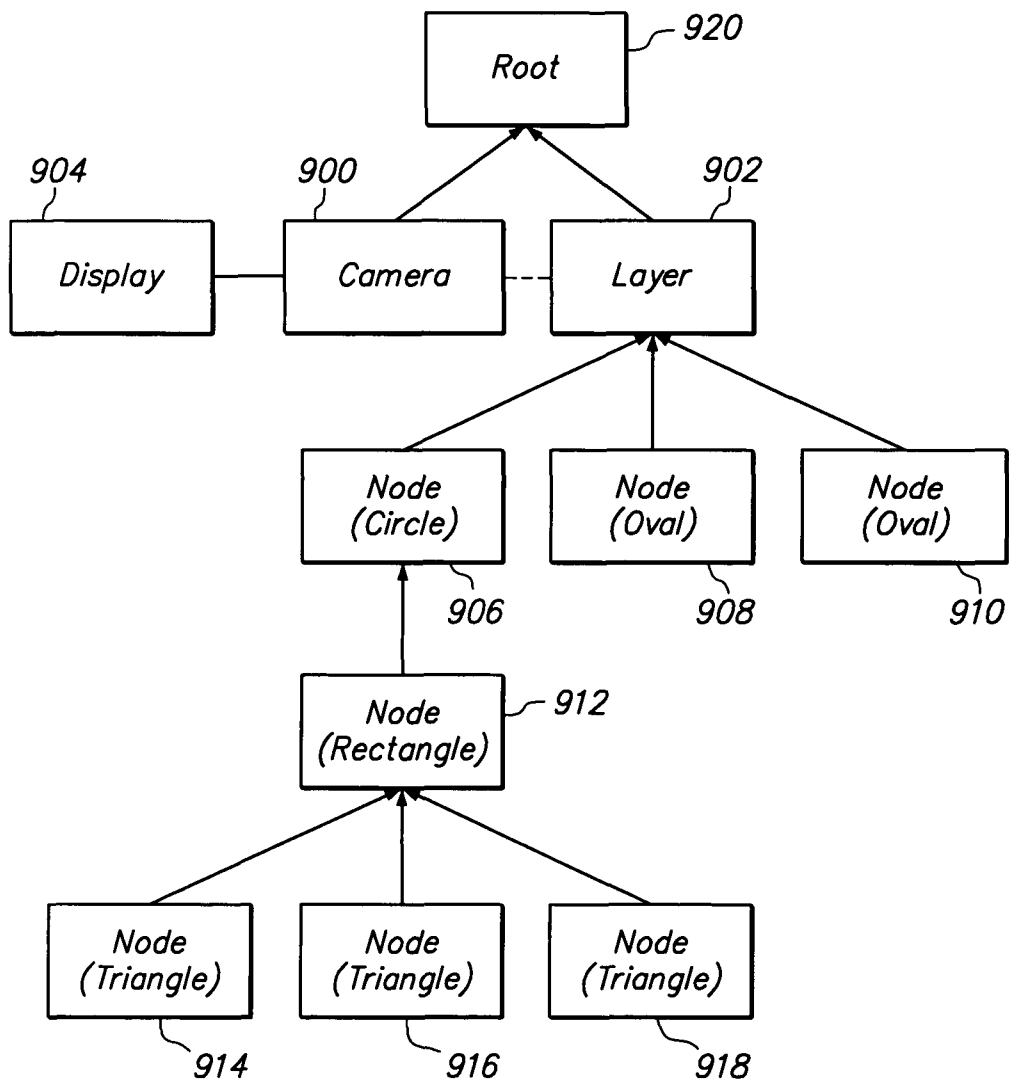 920
Root
904
900
902
Display
Camera
Layer
Node
(Circle)
Node
(Oval)
Node
(Oval)
906
908
910
Node
(Rectangle)
912
Node
(Triangle)
Node
(Triangle)
Node
(Triangle)
914
916
918